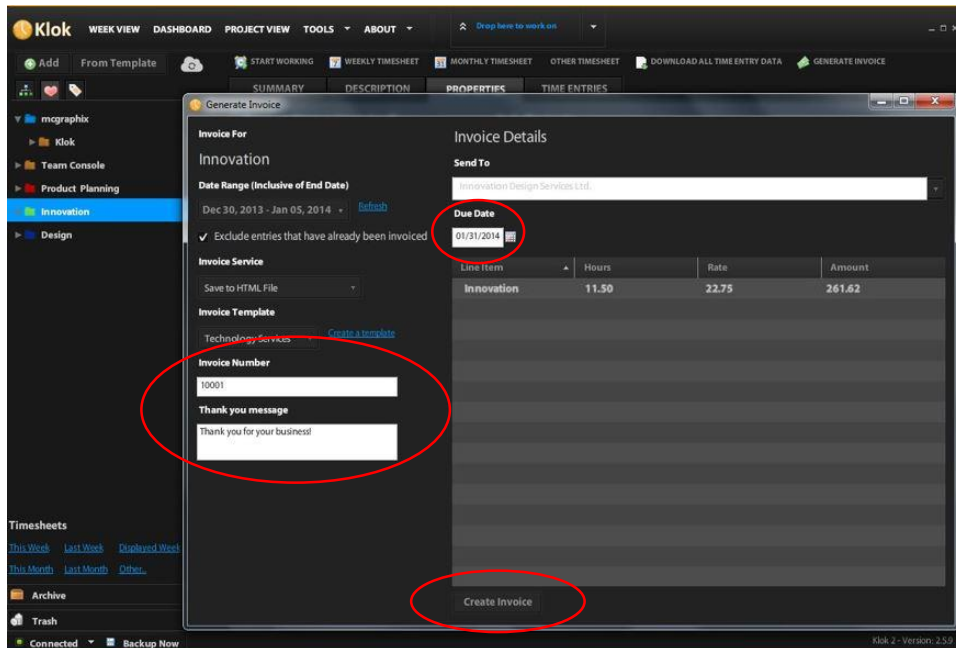 Klok WEEK VIEW DASHBOARD PROJECT VIEW TOOLS ABOUT Drop here to work on
Add From Template START WORKING WEEKLY TIMESHEET MONTHLY TIMESHEET OTHER TIMESHEET DOWNLOAD ALL TIME ENTRY DATA GENERATE INVOICE
SUMMARY DESCRIPTION PROPERTIES TIME ENTRIES
mcgraphix
Klok
Team Console
Product Planning
Innovation
Design
Timesheets
This Week Last Week Displayed Week
This Month Last Month Other..
Archive
Trash
Connected Backup Now
Generate Invoice
Invoice For
Innovation
Date Range (Inclusive of End Date)
Dec 30, 2013 - Jan 05, 2014 Refresh
Exclude entries that have already been invoiced
Invoice Service
Save to HTML File
Invoice Template
Technology Services Create a template
Invoice Number
10001
Thank you message
Thank you for your business!
Invoice Details
Send To
Innovation Design Services Ltd.
Due Date
01/31/2014
Line Item Hours Rate Amount
Innovation 11.50 22.75 261.62
Create Invoice
Klok 2 - Version: 2.5.9